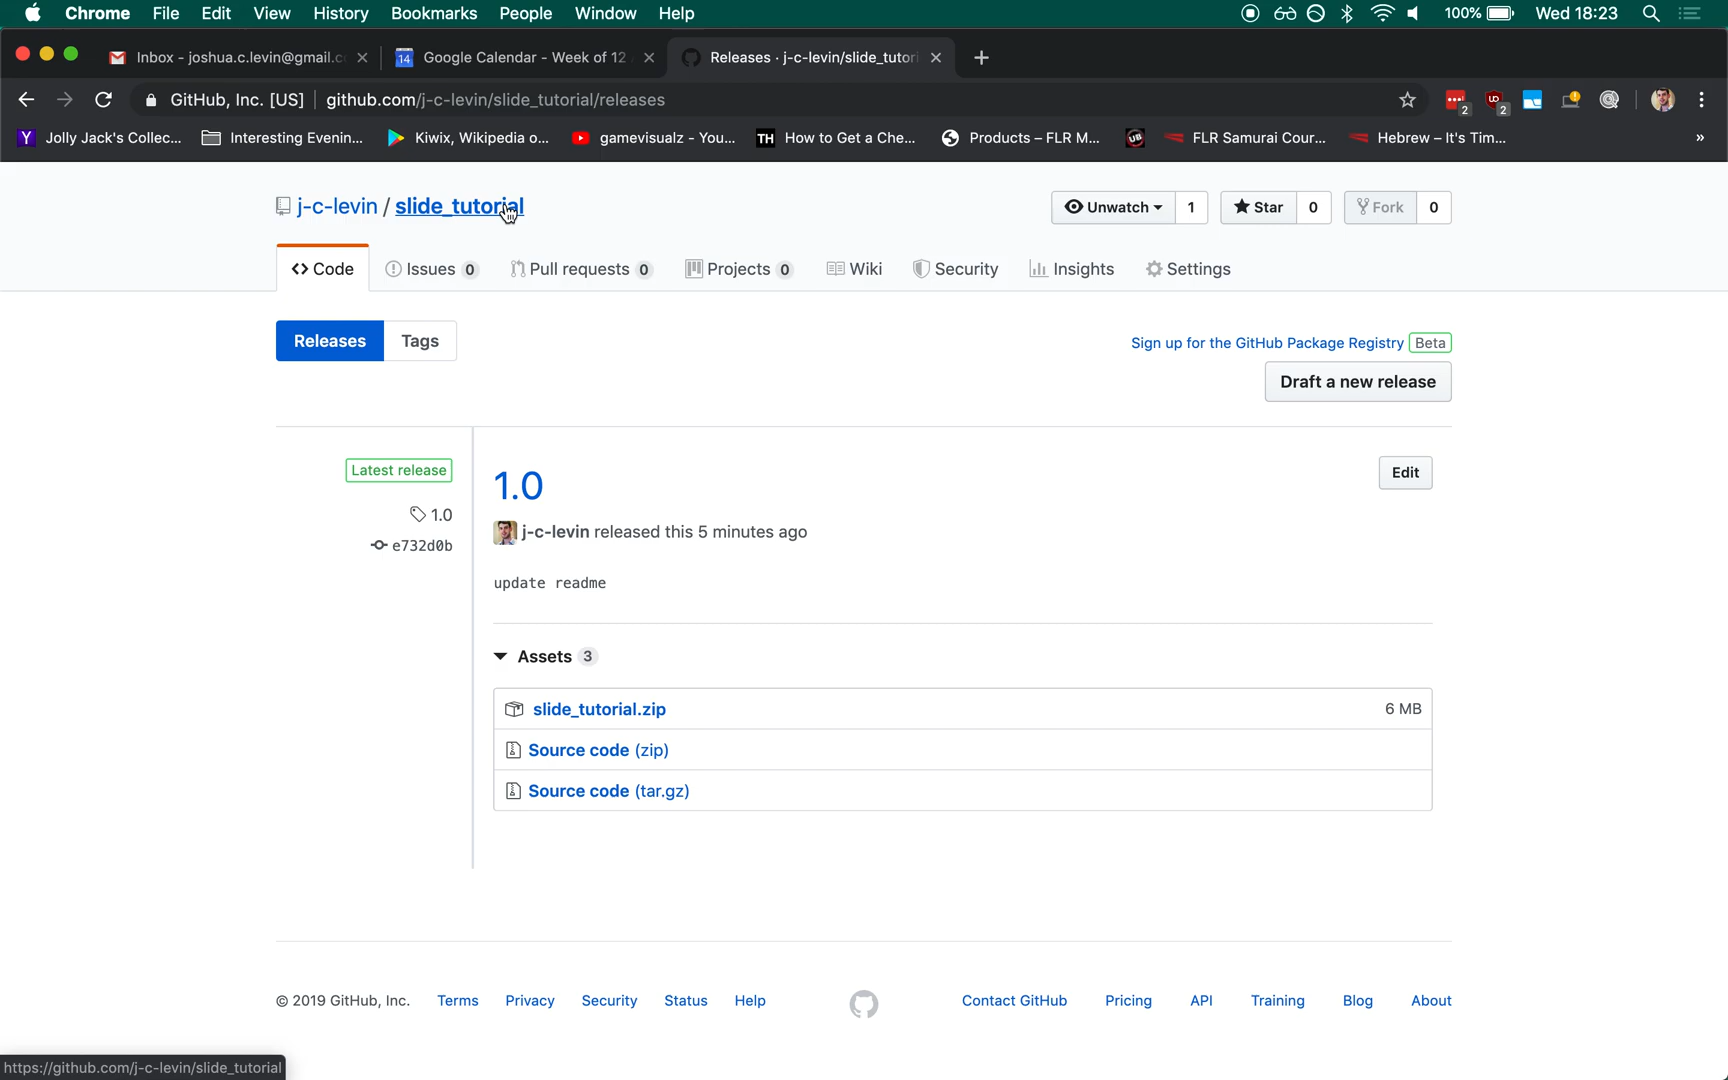 Chrome File Edit View History Bookmarks People Window Help 100% Wed 18:23
Inbox - joshua.c.levin@gmail.c Google Calendar - Week of 12 Releases · j-c-levin/slide_tutori
GitHub, Inc. [US] github.com/j-c-levin/slide_tutorial/releases 2 2
Jolly Jack's Collec... Interesting Evenin... Kiwix, Wikipedia o... gamevisualz - You... TH How to Get a Che... Products – FLR M... UB FLR Samurai Cour... Hebrew – It's Tim... »
j-c-levin / slide_tutorial Unwatch 1 Star 0 Fork 0
Code Issues 0 Pull requests 0 Projects 0 Wiki Security Insights Settings
Releases Tags
Sign up for the GitHub Package Registry Beta
Draft a new release
Latest release
1.0
e732d0b
1.0
Edit
j-c-levin released this 5 minutes ago
update readme
Assets 3
slide_tutorial.zip 6 MB
Source code (zip)
Source code (tar.gz)
© 2019 GitHub, Inc. Terms Privacy Security Status Help Contact GitHub Pricing API Training Blog About
https://github.com/j-c-levin/slide_tutorial